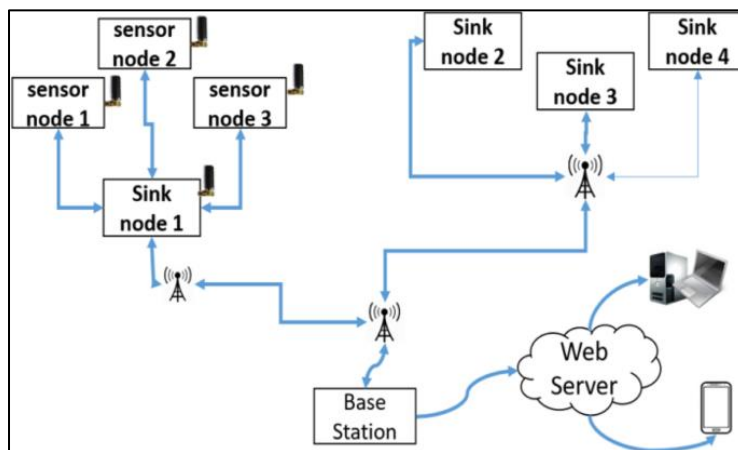 sensor
node 2
Sink
node 2
Sink
node 4
sensor
node 1
sensor
node 3
Sink
node 3
Sink
node 1
Web
Server
Base
Station